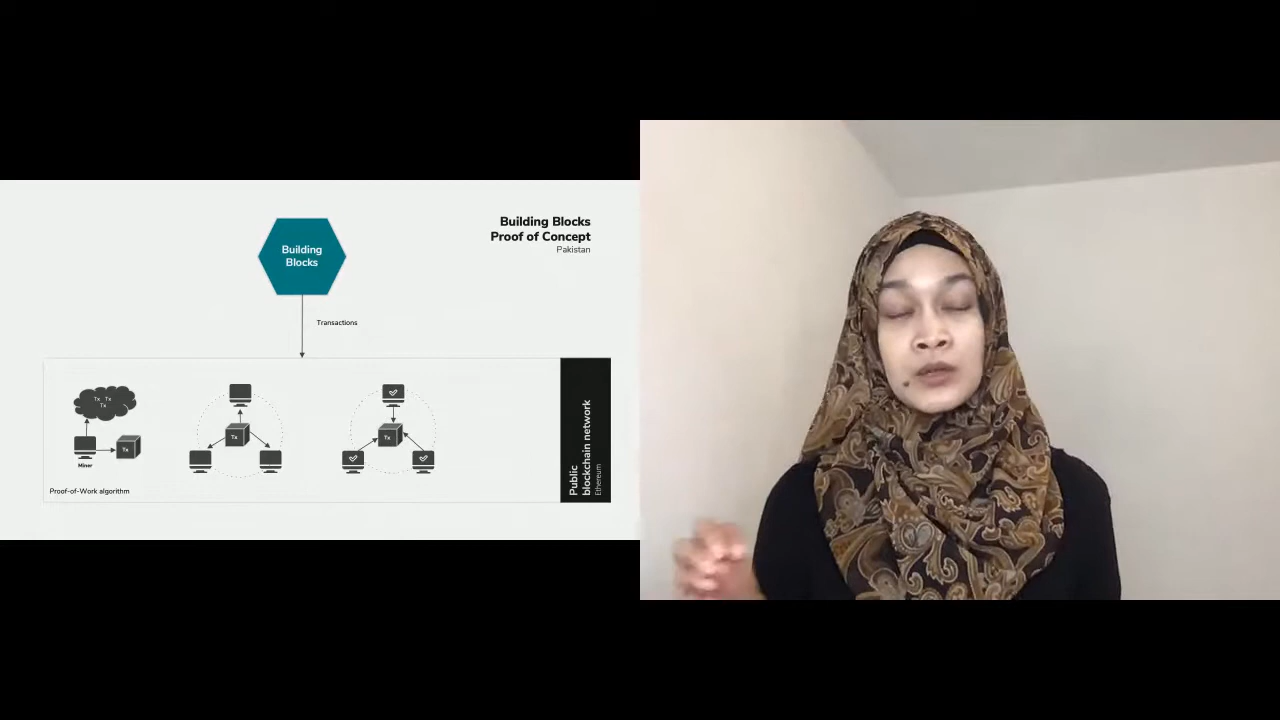 Building Blocks
Proof of Concept
Pakistan
Building
Blocks
Transactions
Tx Tx
Tx
Miner
Tx
Tx
Tx
Proof-of-Work algorithm
Public
blockchain network
Ethereum